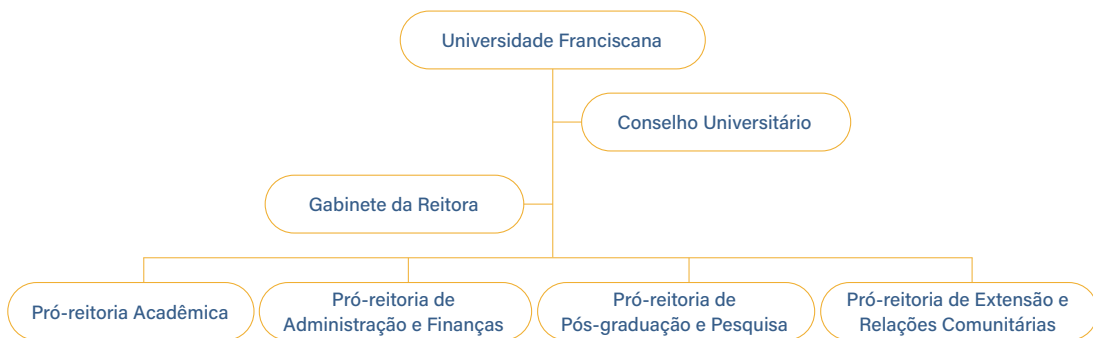 Universidade Franciscana
Conselho Universitário
Gabinete da Reitora
Pró-reitoria Acadêmica
Pró-reitoria de
Administração e Finanças
Pró-reitoria de
Pós-graduação e Pesquisa
Pró-reitoria de Extensão e
Relações Comunitárias